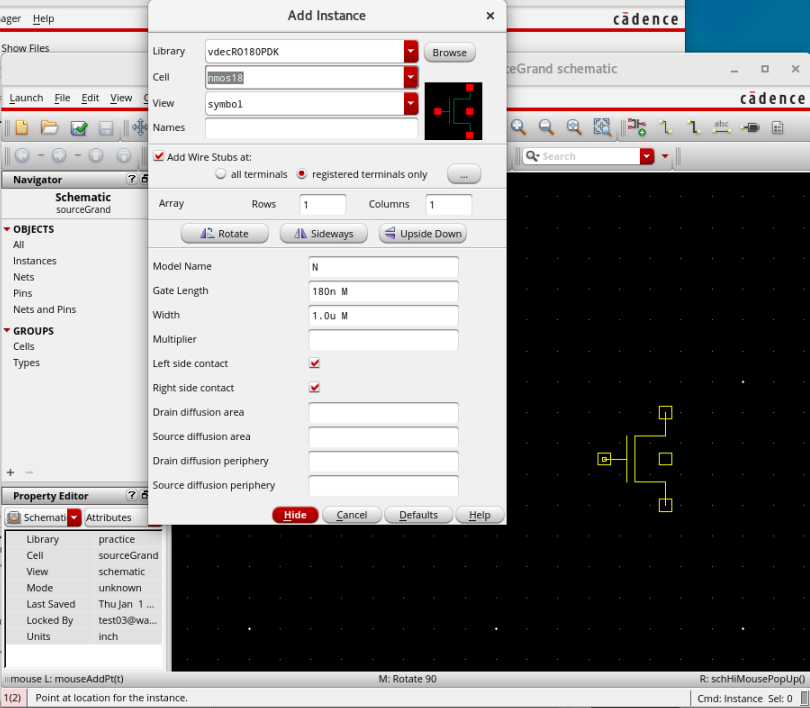 ager Help
cādence
Show Files
Add Instance
Library vdecRO180PDK Browse
Cell nmos18
View symbol
Names
Add Wire Stubs at:
all terminals registered terminals only ...
Array Rows 1 Columns 1
Rotate Sideways Upside Down
Model Name N
Gate Length 180n M
Width 1.0u M
Multiplier
Left side contact
Right side contact
Drain diffusion area
Source diffusion area
Drain diffusion periphery
Source diffusion periphery
Hide Cancel Defaults Help
eGrand schematic
Launch File Edit View
cādence
abc
Search
Navigator ?
Schematic
sourceGrand
OBJECTS
All
Instances
Nets
Pins
Nets and Pins
GROUPS
Cells
Types
+ −
Property Editor ?
Schemati Attributes
Library practice
Cell sourceGrand
View schematic
Mode unknown
Last Saved Thu Jan 1 ...
Locked By test03@wa...
Units inch
mouse L: mouseAddPt(t) M: Rotate 90 R: schHiMousePopUp()
1(2) Point at location for the instance. Cmd: Instance Sel: 0